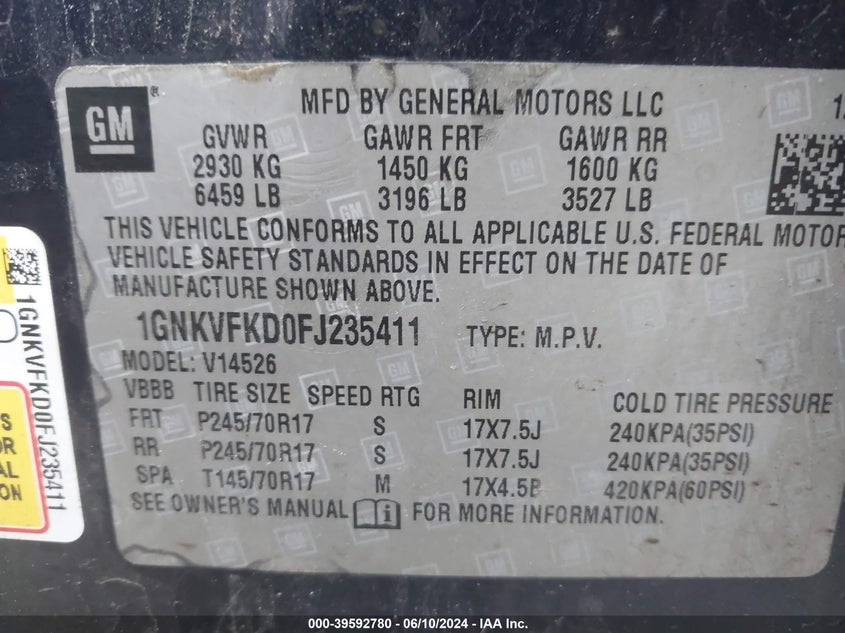 MFD BY GENERAL MOTORS LLC
GM®
GVWR GAWR FRT GAWR RR
2930 KG 1450 KG 1600 KG
6459 LB 3196 LB 3527 LB
THIS VEHICLE CONFORMS TO ALL APPLICABLE U.S. FEDERAL MOTOR
VEHICLE SAFETY STANDARDS IN EFFECT ON THE DATE OF
MANUFACTURE SHOWN ABOVE.
1GNKVFKD0FJ235411 TYPE: M.P.V.
MODEL: V14526
VBBB TIRE SIZE SPEED RTG RIM COLD TIRE PRESSURE
FRT P245/70R17 S 17X7.5J 240KPA(35PSI)
RR P245/70R17 S 17X7.5J 240KPA(35PSI)
SPA T145/70R17 M 17X4.5B 420KPA(60PSI)
SEE OWNER'S MANUAL i FOR MORE INFORMATION.
1GNKVFKD0FJ235411
000-39592780 - 06/10/2024 - IAA Inc.